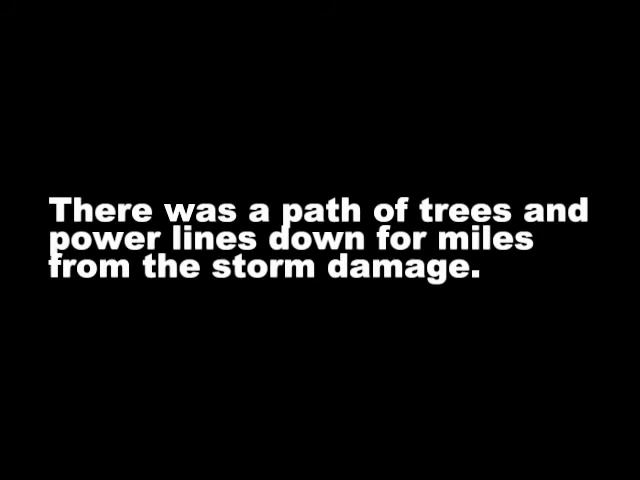 There was a path of trees and
power lines down for miles
from the storm damage.